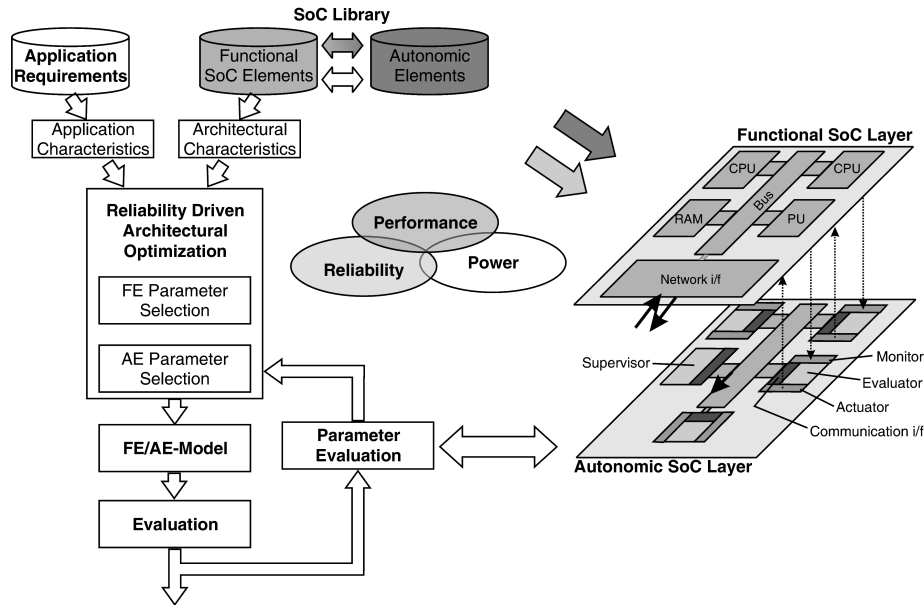 SoC Library
Application
Requirements
Functional
SoC Elements
Autonomic
Elements
Application
Characteristics
Architectural
Characteristics
Reliability Driven
Architectural
Optimization
FE Parameter
Selection
AE Parameter
Selection
FE/AE-Model
Evaluation
Parameter
Evaluation
Performance
Reliability
Power
Functional SoC Layer
CPU
CPU
Bus
RAM
PU
Network i/f
Supervisor
Monitor
Evaluator
Actuator
Communication i/f
Autonomic SoC Layer